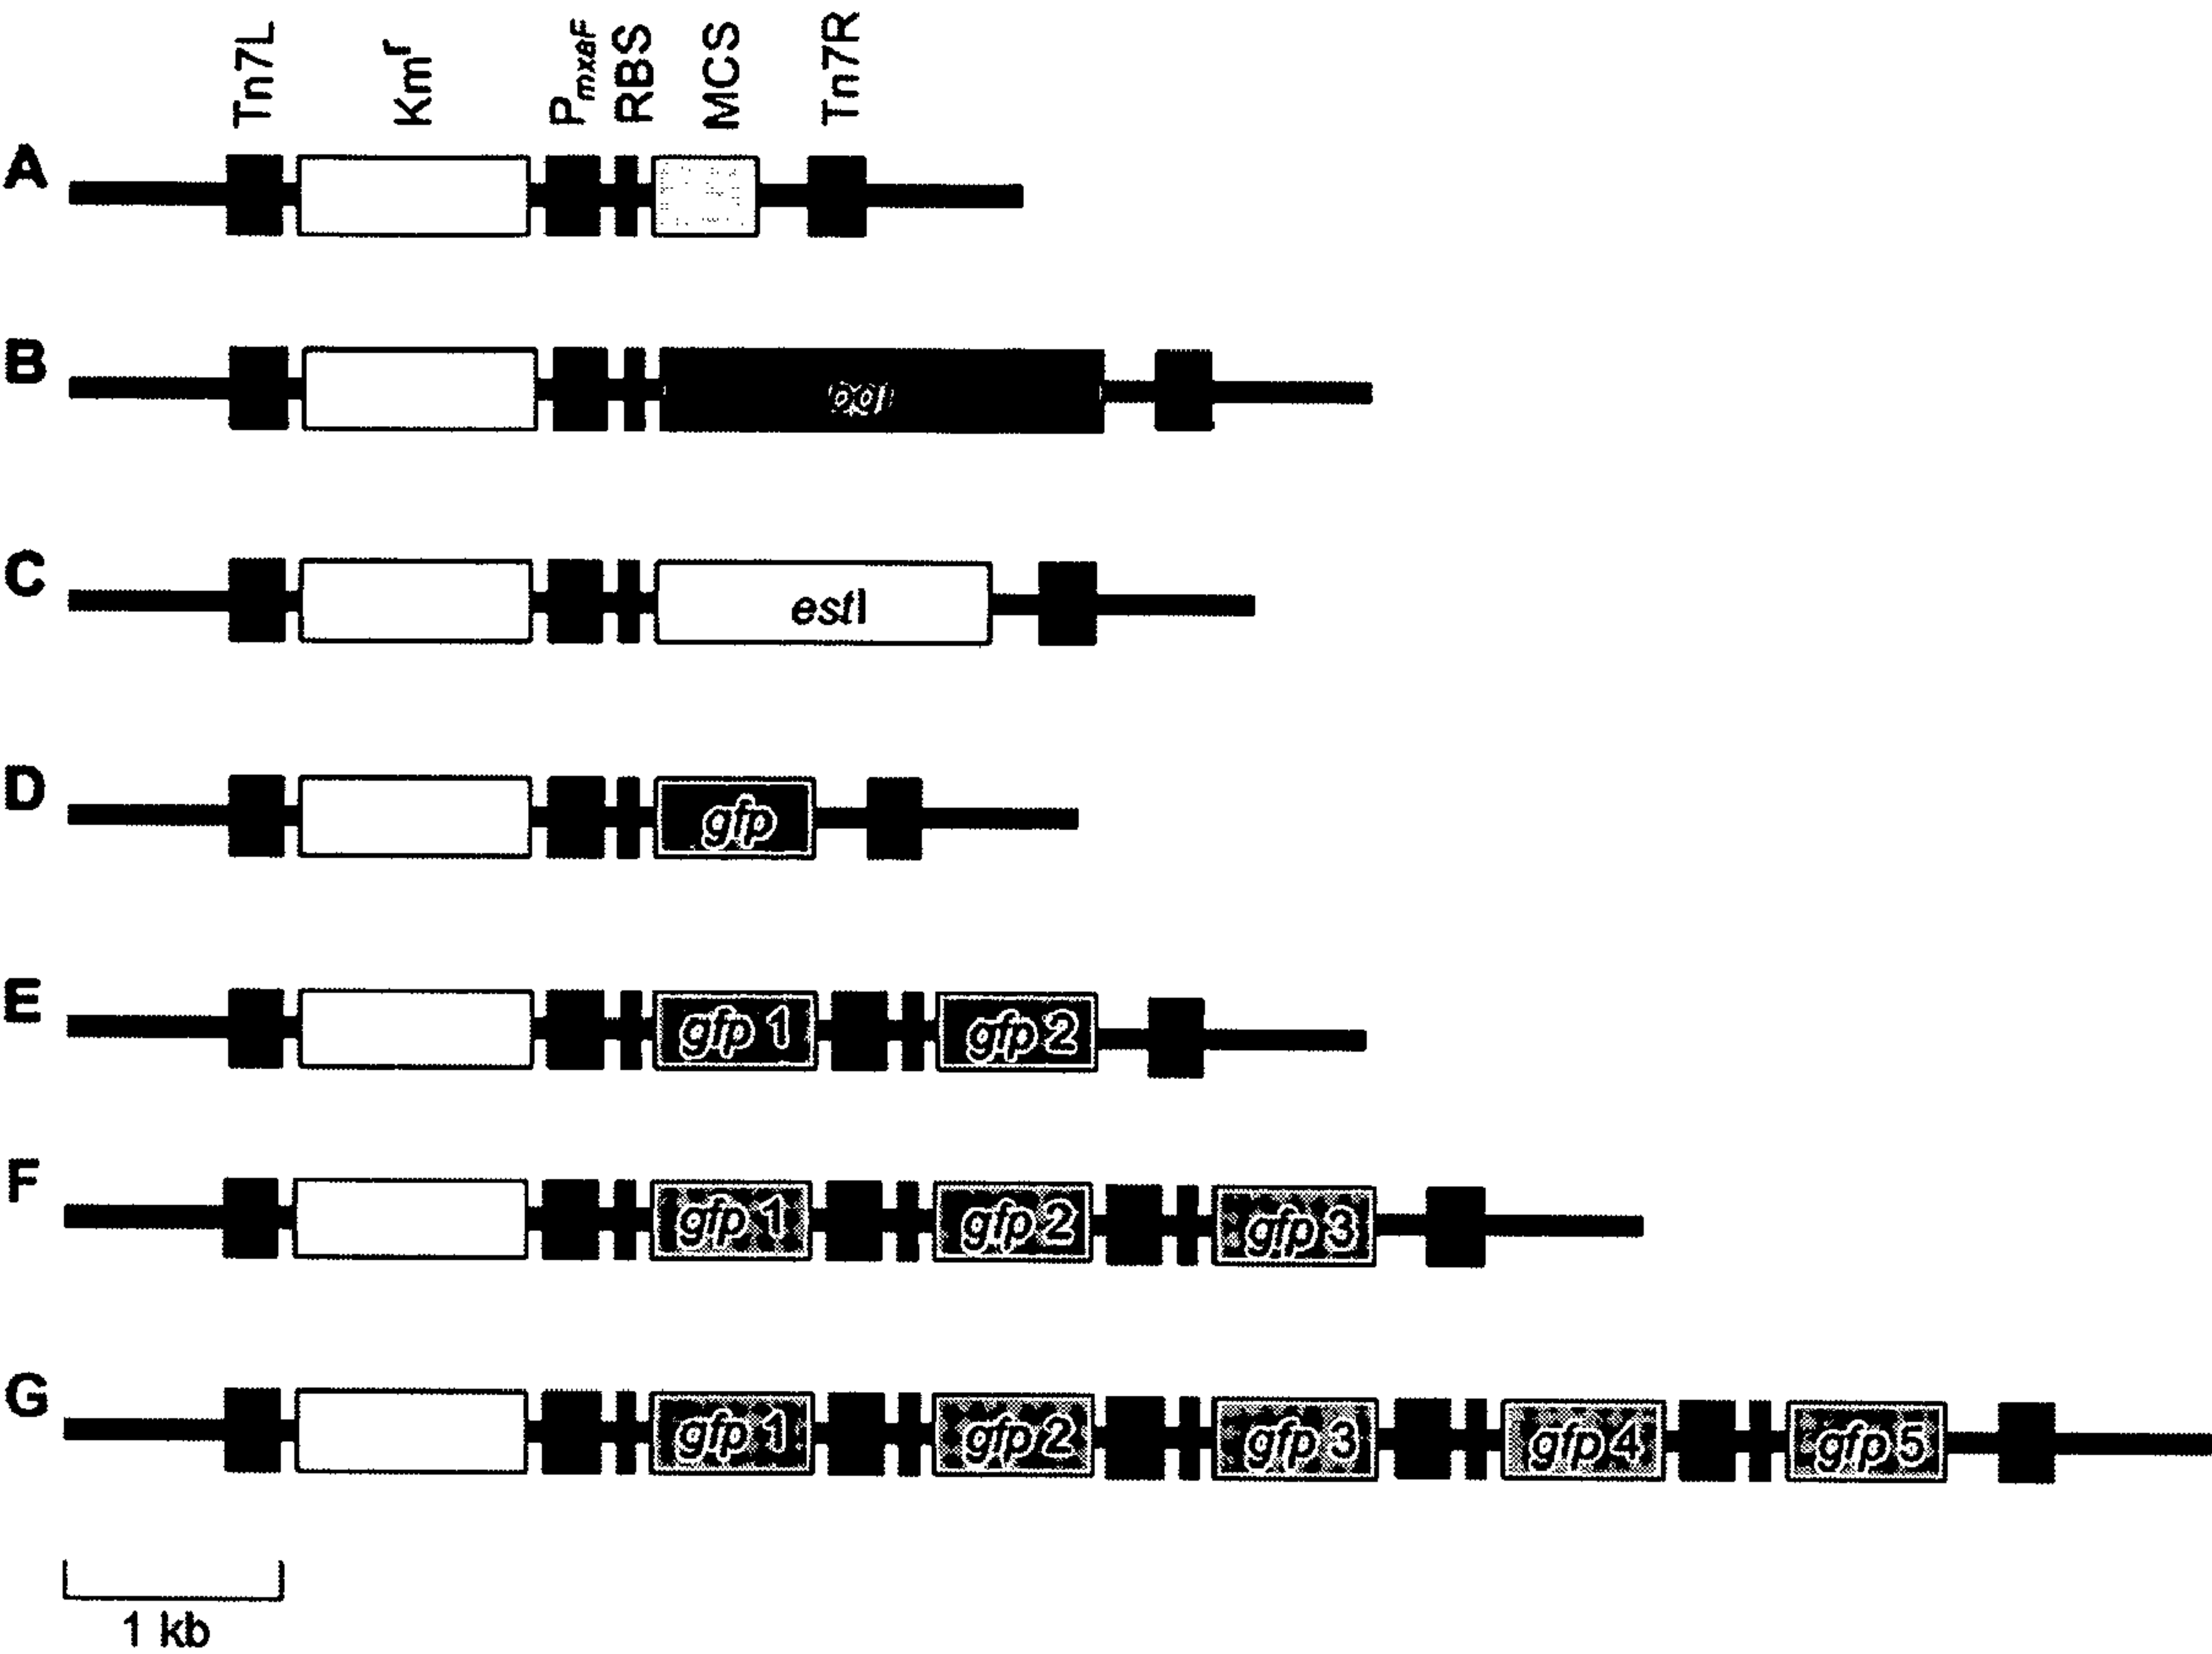 Tn7L Kmʳ PmxaF RBS MCS Tn7R
A
B
C
estI
D
gfp
E
gfp 1 gfp 2
F
gfp 1 gfp 2 gfp 3
G
gfp 1 gfp 2 gfp 3 gfp 4 gfp 5
1 kb